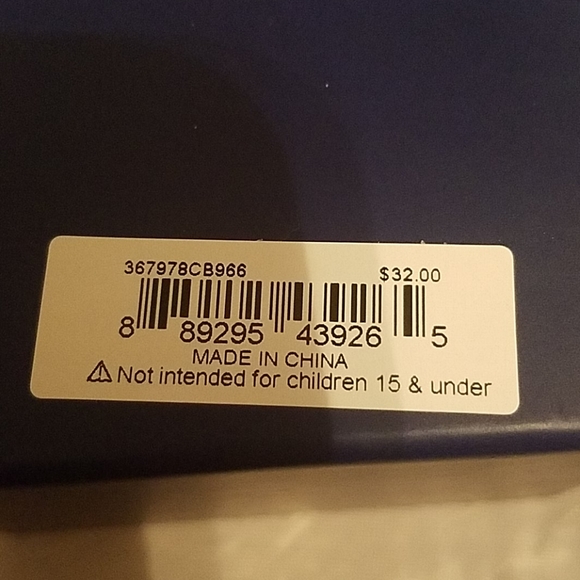 367978CB966 $32.00
8 89295 43926 5
MADE IN CHINA
⚠ Not intended for children 15 & under